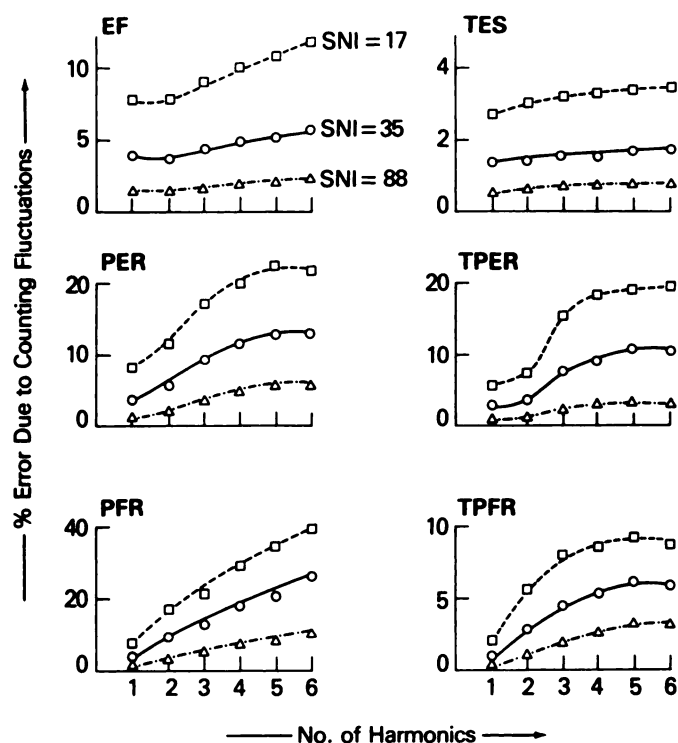 EF
TES
10
5
0
SNI=17
SNI=35
SNI=88
4
2
0
PER
TPER
20
10
0
20
10
0
PFR
TPFR
40
20
0
10
5
0
1 2 3 4 5 6
1 2 3 4 5 6
% Error Due to Counting Fluctuations
No. of Harmonics